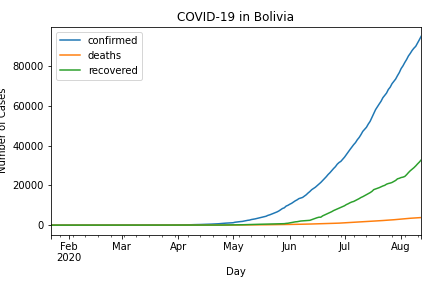 COVID-19 in Bolivia
confirmed
deaths
recovered
80000
60000
40000
20000
0
Number of Cases
Feb
2020
Mar
Apr
May
Jun
Jul
Aug
Day